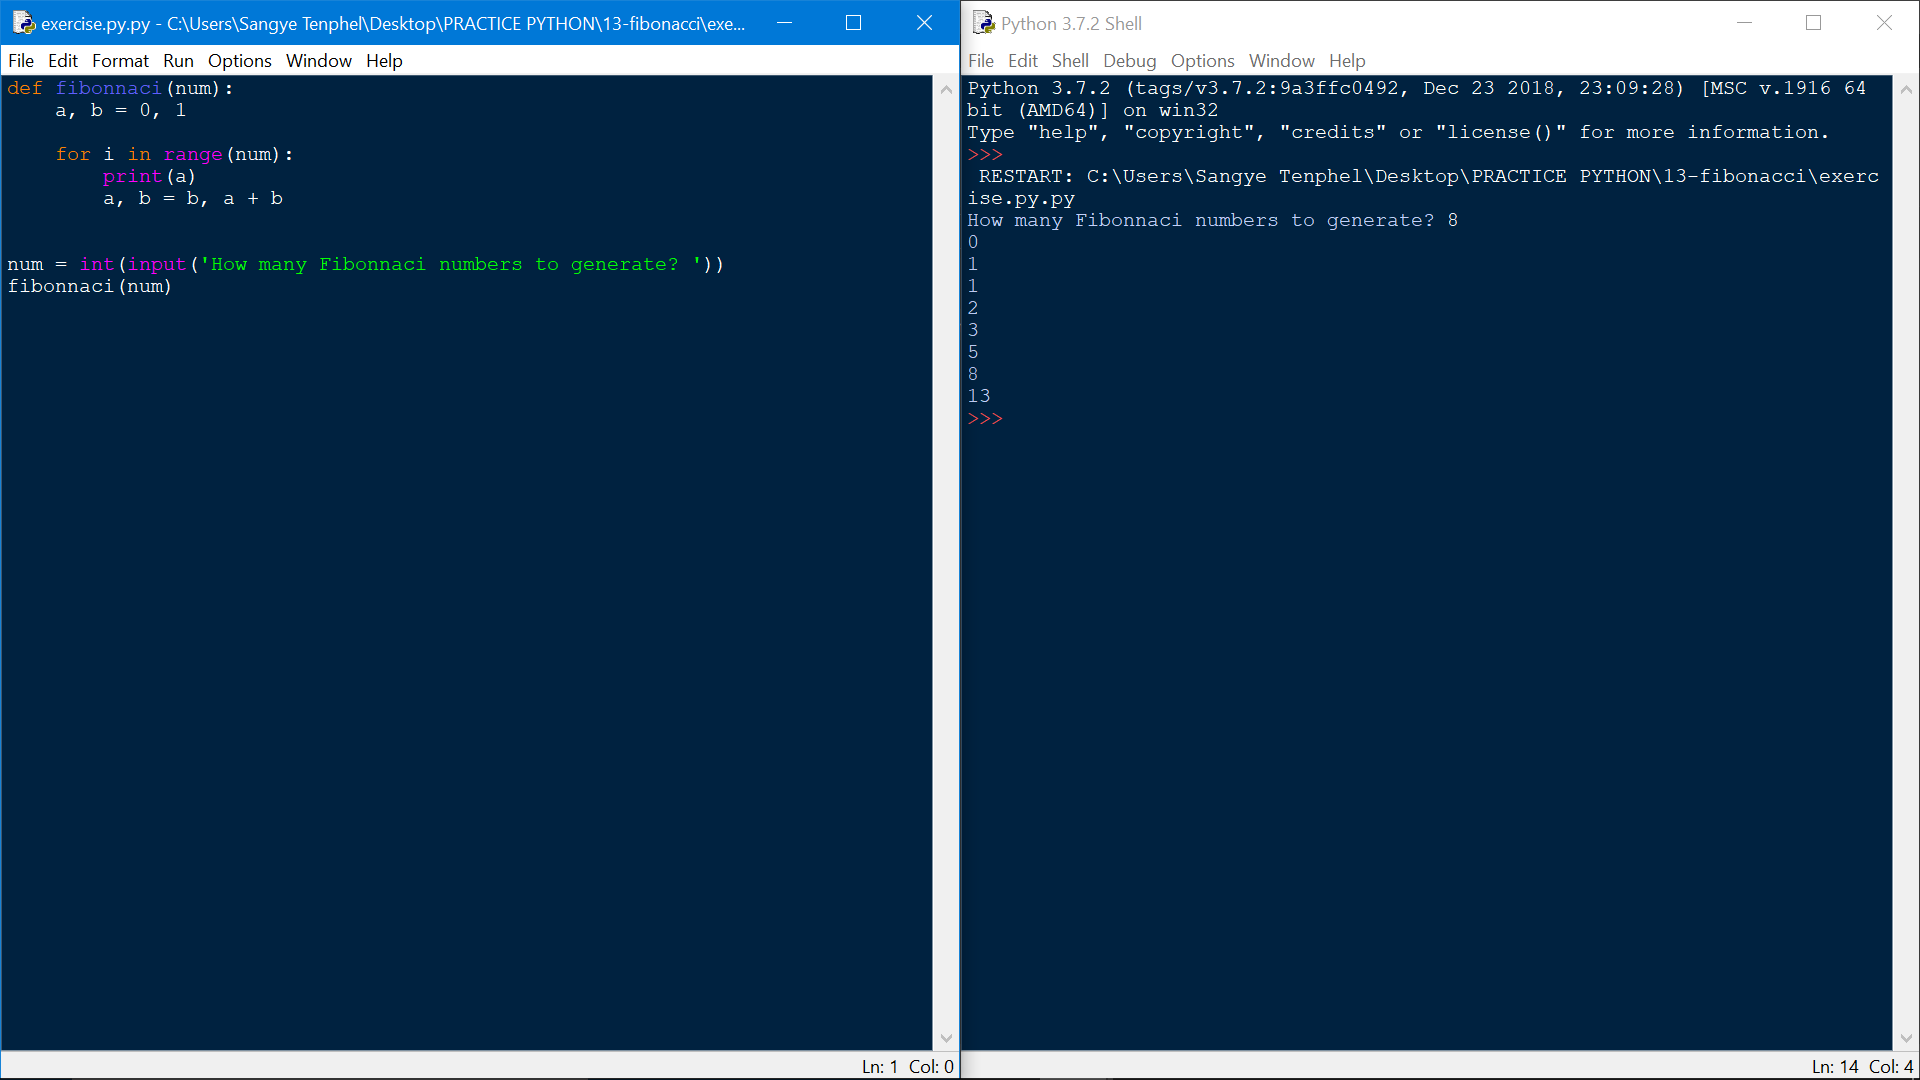 exercise.py.py - C:\Users\Sangye Tenphel\Desktop\PRACTICE PYTHON\13-fibonacci\exe...
File Edit Format Run Options Window Help
def fibonnaci(num):
    a, b = 0, 1
    for i in range(num):
        print(a)
        a, b = b, a + b
num = int(input('How many Fibonnaci numbers to generate? '))
fibonnaci(num)
Ln: 1 Col: 0
Python 3.7.2 Shell
File Edit Shell Debug Options Window Help
Python 3.7.2 (tags/v3.7.2:9a3ffc0492, Dec 23 2018, 23:09:28) [MSC v.1916 64
bit (AMD64)] on win32
Type "help", "copyright", "credits" or "license()" for more information.
>>>
 RESTART: C:\Users\Sangye Tenphel\Desktop\PRACTICE PYTHON\13-fibonacci\exerc
ise.py.py
How many Fibonnaci numbers to generate? 8
0
1
1
2
3
5
8
13
>>>
Ln: 14 Col: 4